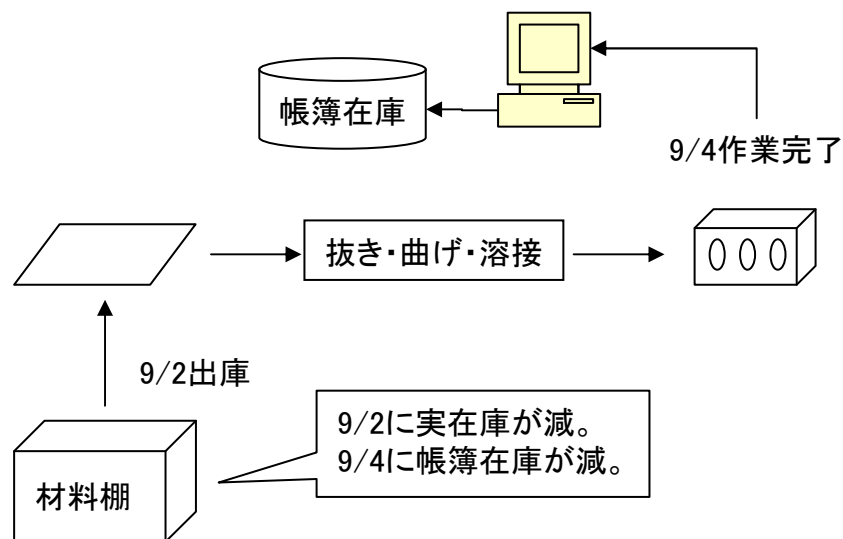 帳簿在庫
9/4作業完了
抜き・曲げ・溶接
9/2出庫
9/2に実在庫が減。
9/4に帳簿在庫が減。
材料棚